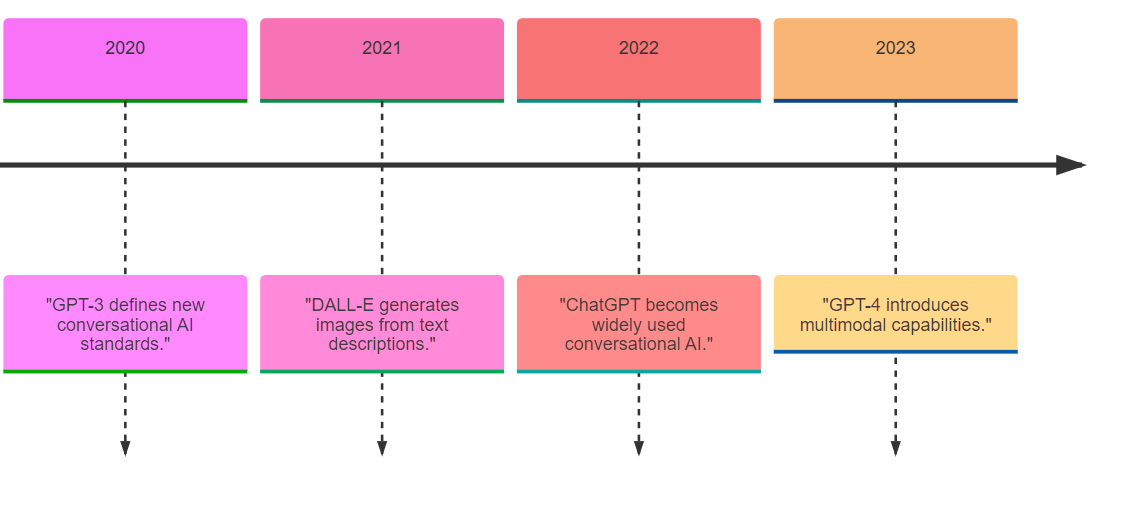 2020
2021
2022
2023
"GPT-3 defines new
conversational AI
standards."
"DALL-E generates
images from text
descriptions."
"ChatGPT becomes
widely used
conversational AI."
"GPT-4 introduces
multimodal capabilities."